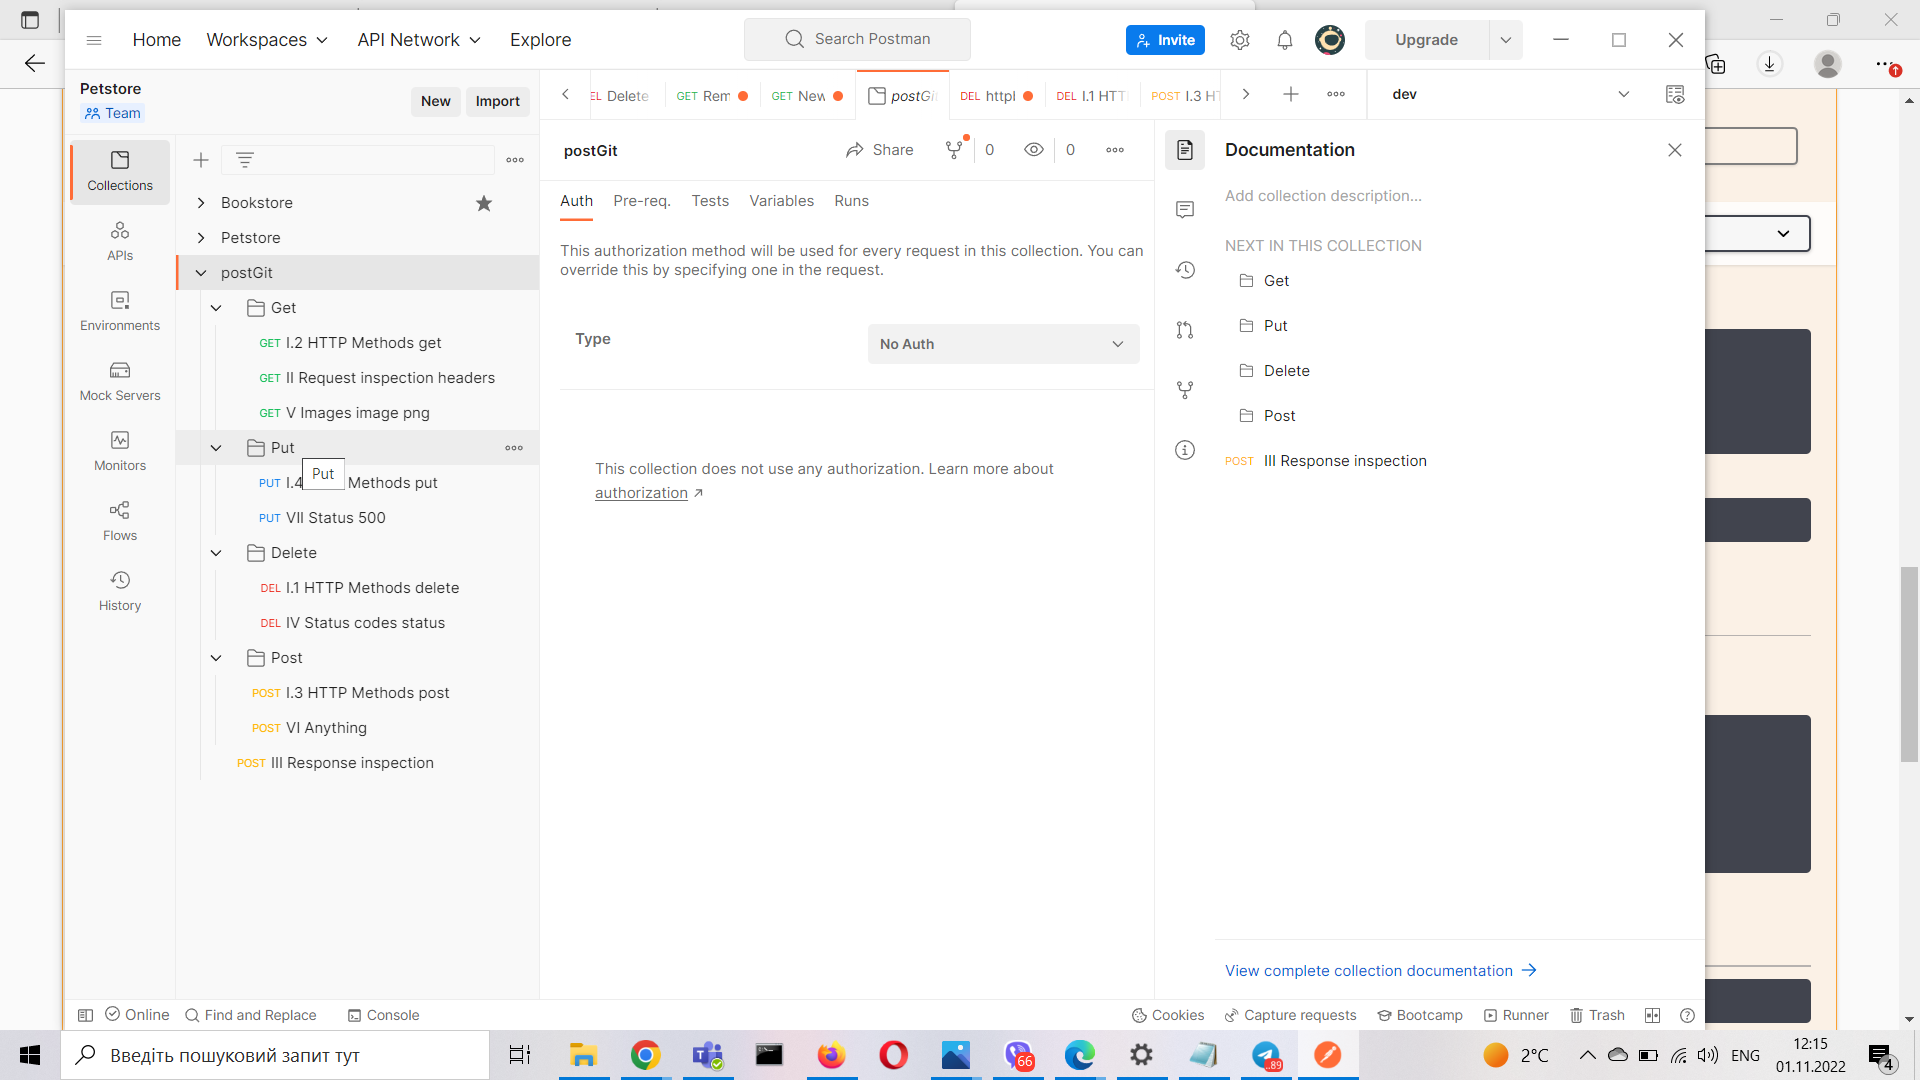 Home
Workspaces
API Network
Explore
Search Postman
Invite
Upgrade
Petstore
Team
New
Import
Delete
GET Rem
GET New
postGi
DEL httpl
DEL I.1 HT
POST I.3 H
dev
Collections
APIs
Environments
Mock Servers
Monitors
Flows
History
Bookstore
Petstore
postGit
Get
GET I.2 HTTP Methods get
GET II Request inspection headers
GET V Images image png
Put
Put
PUT I.4 Methods put
PUT VII Status 500
Delete
DEL I.1 HTTP Methods delete
DEL IV Status codes status
Post
POST I.3 HTTP Methods post
POST VI Anything
POST III Response inspection
postGit
Share
0
0
Auth
Pre-req.
Tests
Variables
Runs
This authorization method will be used for every request in this collection. You can
override this by specifying one in the request.
Type
No Auth
This collection does not use any authorization. Learn more about
authorization ↗
Documentation
Add collection description...
NEXT IN THIS COLLECTION
Get
Put
Delete
Post
POST III Response inspection
View complete collection documentation →
Online
Find and Replace
Console
Cookies
Capture requests
Bootcamp
Runner
Trash
Введіть пошуковий запит тут
66
..89
2°C
ENG
12:15
01.11.2022
4